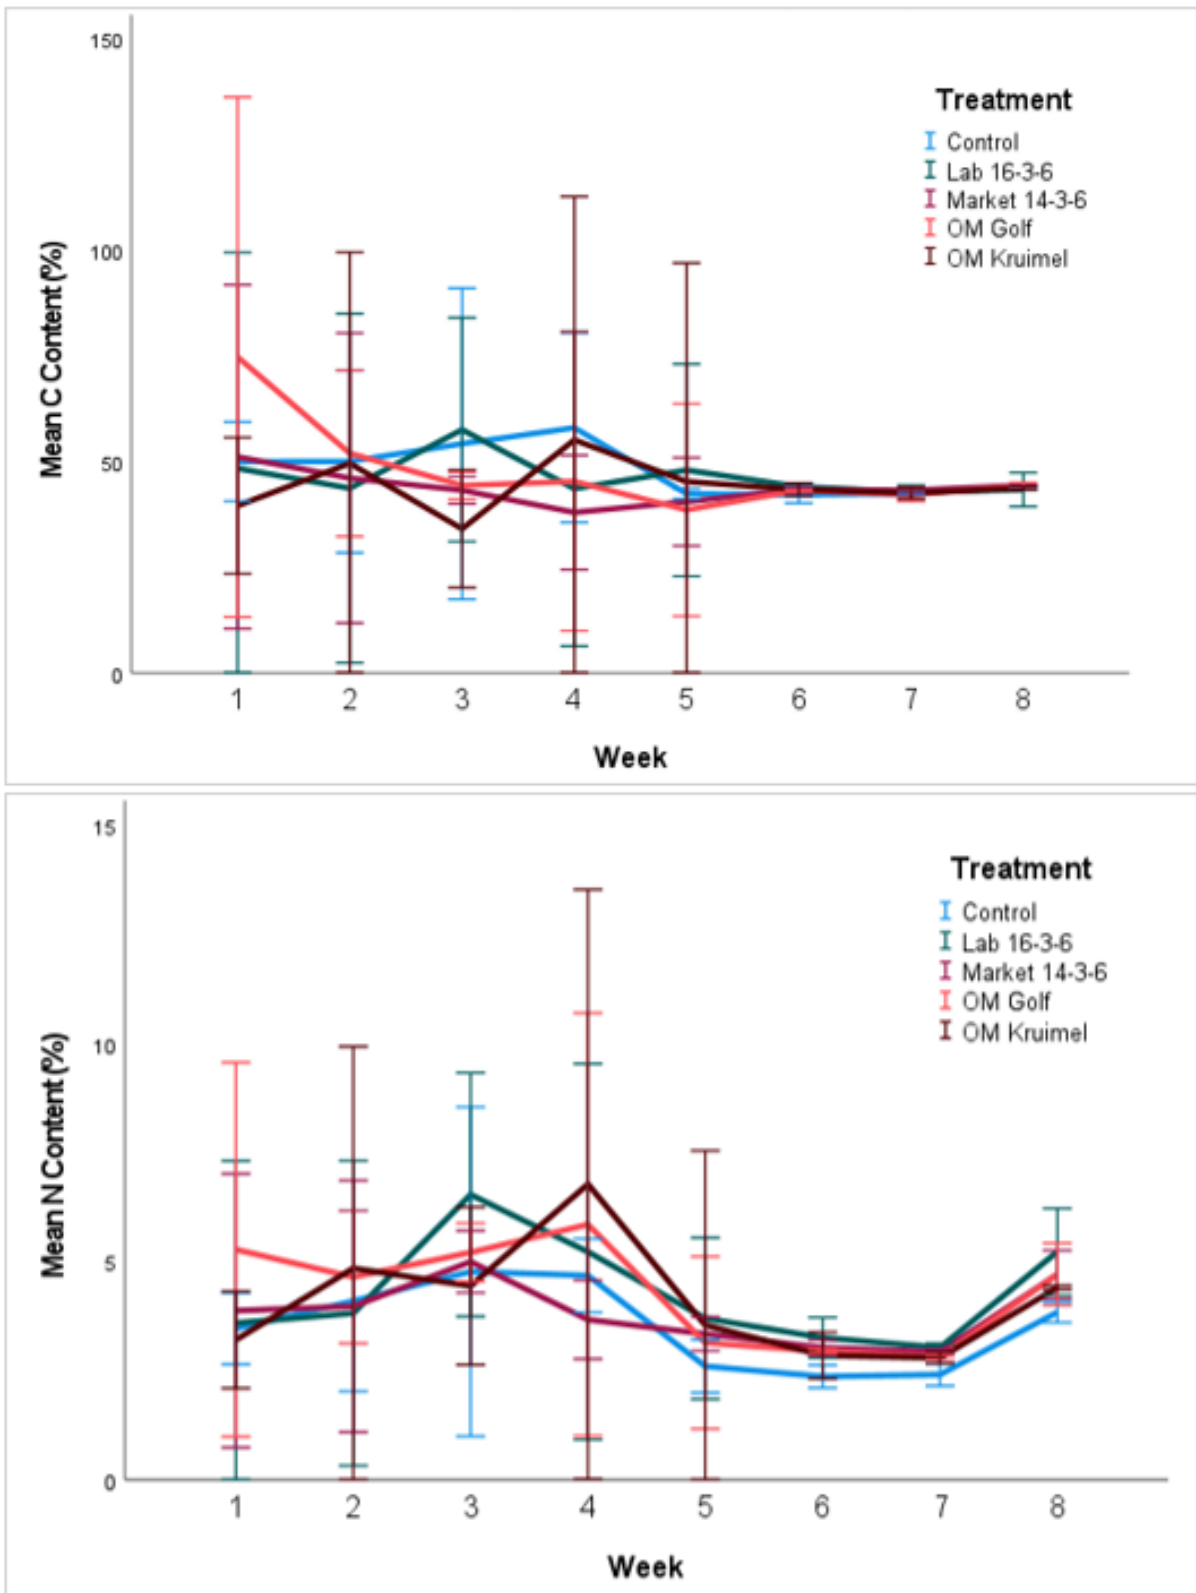 150
100
50
0
Mean C Content (%)
Treatment
Control
Lab 16-3-6
Market 14-3-6
OM Golf
OM Kruimel
1 2 3 4 5 6 7 8
Week
15
10
5
0
Mean N Content (%)
Treatment
Control
Lab 16-3-6
Market 14-3-6
OM Golf
OM Kruimel
1 2 3 4 5 6 7 8
Week